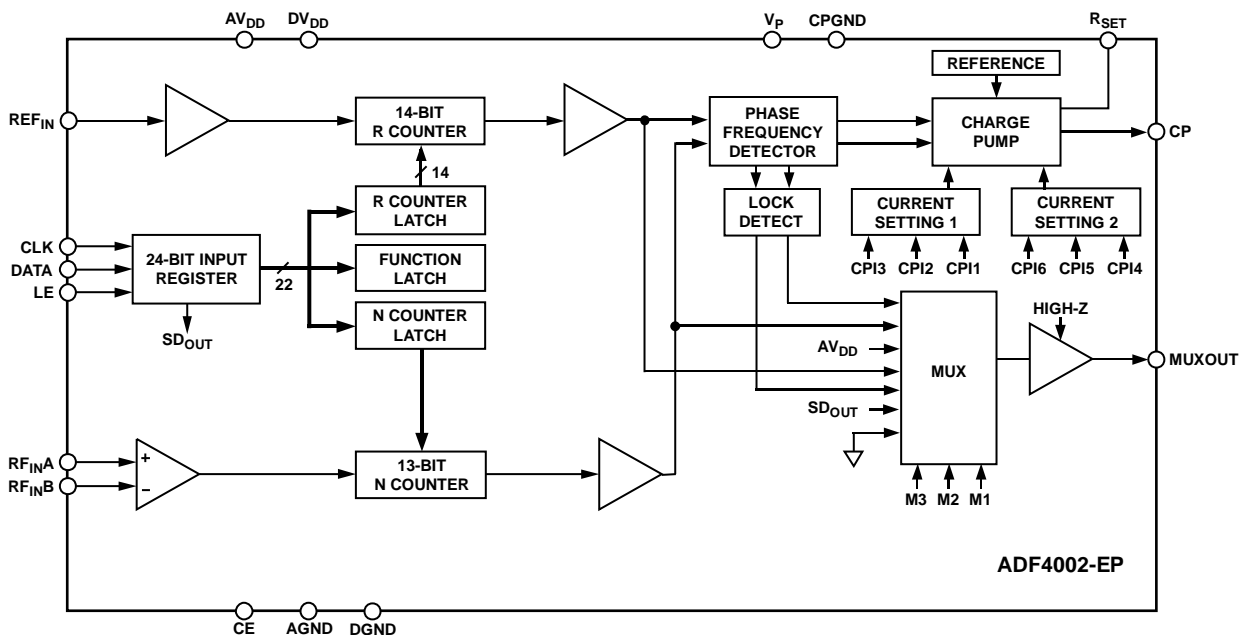 AVDD
DVDD
VP
CPGND
RSET
REFERENCE
REFIN
14-BIT
R COUNTER
PHASE
FREQUENCY
DETECTOR
CHARGE
PUMP
CP
14
R COUNTER
LATCH
LOCK
DETECT
CURRENT
SETTING 1
CURRENT
SETTING 2
CLK
DATA
LE
24-BIT INPUT
REGISTER
22
FUNCTION
LATCH
CPI3 CPI2 CPI1
CPI6 CPI5 CPI4
N COUNTER
LATCH
SDOUT
HIGH-Z
AVDD
MUX
MUXOUT
SDOUT
RFINA
RFINB
+
–
13-BIT
N COUNTER
M3 M2 M1
ADF4002-EP
CE
AGND
DGND